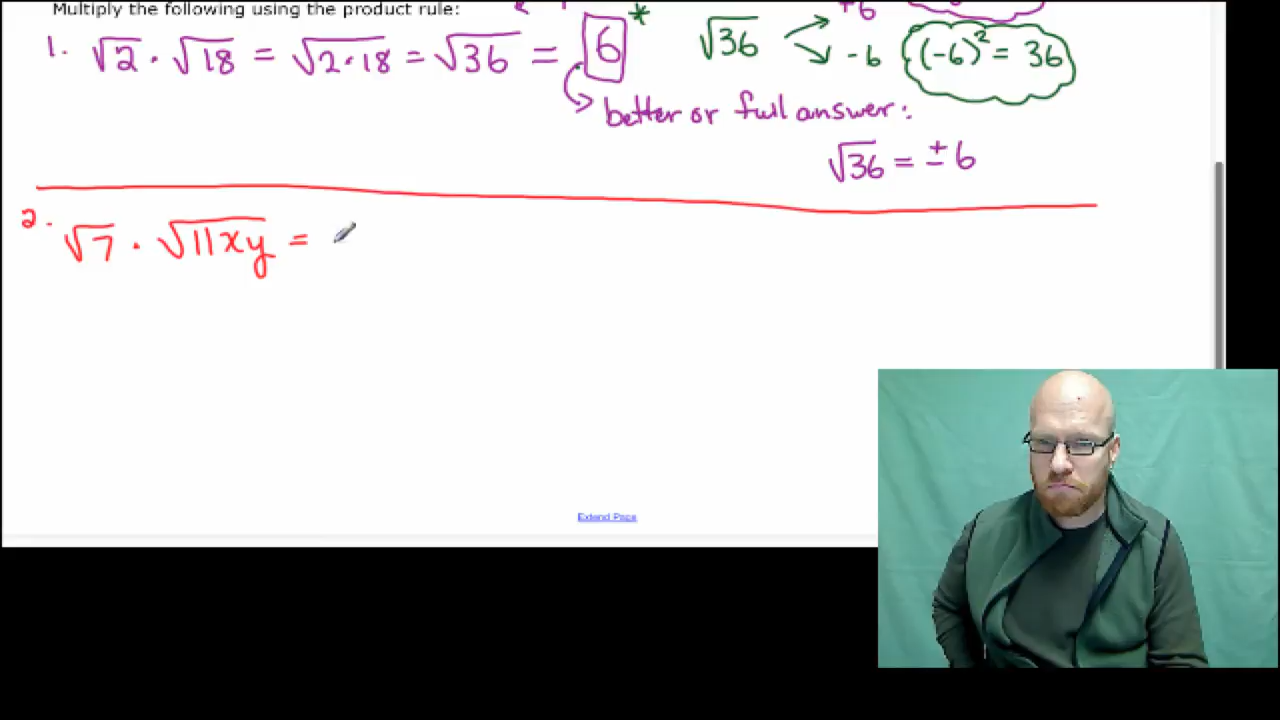 Multiply the following using the product rule:
1. √2 · √18 = √2·18 = √36 = 6 * √36 +6 -6 (-6)² = 36
better or full answer:
√36 = ±6
2. √7 · √11xy =
Extend Page